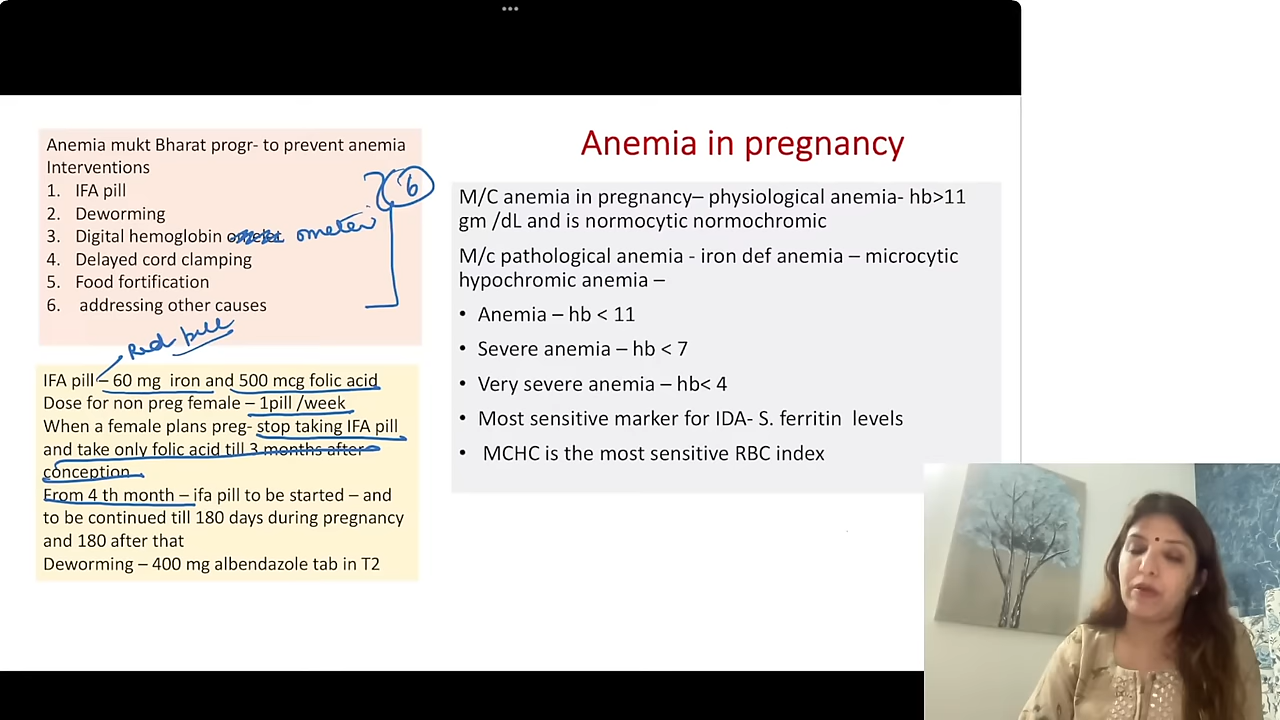 Anemia mukt Bharat progr- to prevent anemia
Interventions
1. IFA pill
2. Deworming
3. Digital hemoglobin ometer
4. Delayed cord clamping
5. Food fortification
6. addressing other causes
6
Red pill
IFA pill – 60 mg iron and 500 mcg folic acid
Dose for non preg female – 1pill /week
When a female plans preg- stop taking IFA pill
and take only folic acid till 3 months after
conception
From 4 th month – ifa pill to be started – and
to be continued till 180 days during pregnancy
and 180 after that
Deworming – 400 mg albendazole tab in T2
Anemia in pregnancy
M/C anemia in pregnancy– physiological anemia- hb>11
gm /dL and is normocytic normochromic
M/c pathological anemia - iron def anemia – microcytic
hypochromic anemia –
• Anemia – hb < 11
• Severe anemia – hb < 7
• Very severe anemia – hb< 4
• Most sensitive marker for IDA- S. ferritin levels
• MCHC is the most sensitive RBC index